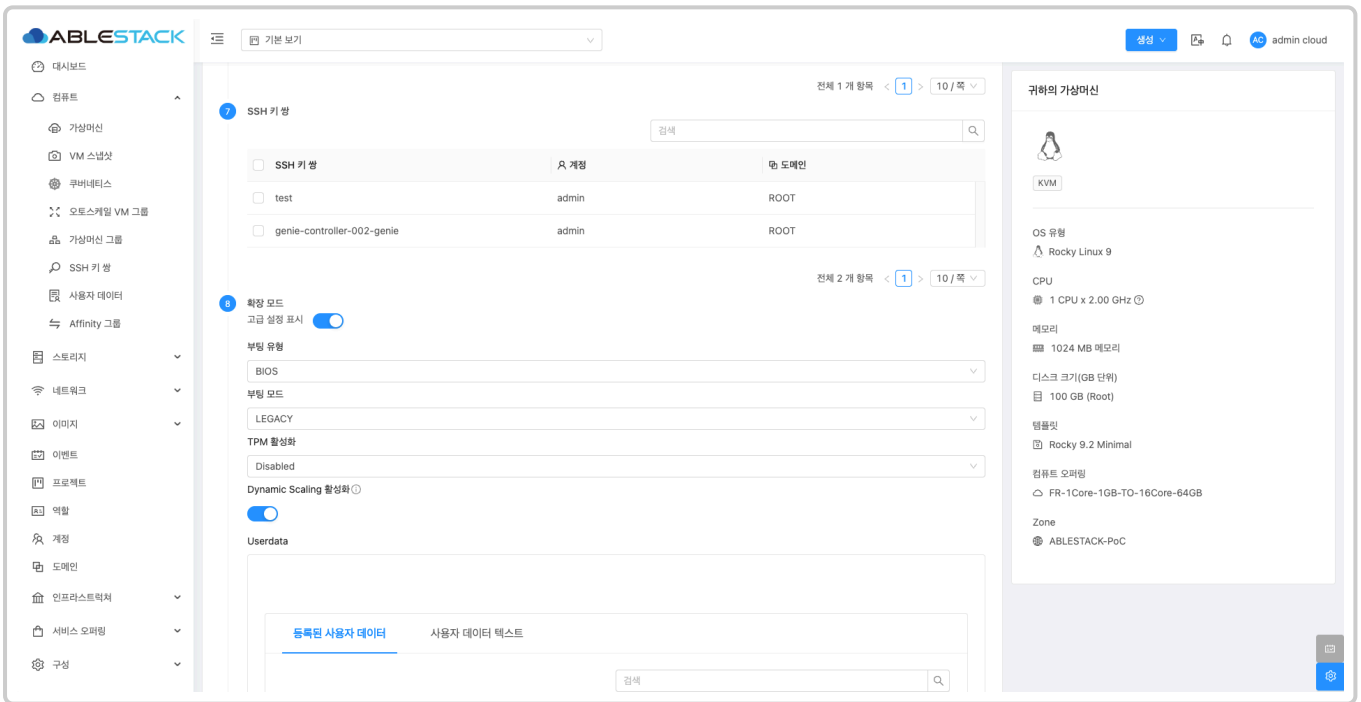 ABLESTACK
기본 보기
생성
AC admin cloud
대시보드
컴퓨트
가상머신
VM 스냅샷
쿠버네티스
오토스케일 VM 그룹
가상머신 그룹
SSH 키 쌍
사용자 데이터
Affinity 그룹
스토리지
네트워크
이미지
이벤트
프로젝트
역할
계정
도메인
인프라스트럭쳐
서비스 오퍼링
구성
전체 1 개 항목 < 1 > 10 / 쪽
7 SSH 키 쌍
검색
SSH 키 쌍 계정 도메인
test admin ROOT
genie-controller-002-genie admin ROOT
전체 2 개 항목 < 1 > 10 / 쪽
8 확장 모드
고급 설정 표시
부팅 유형
BIOS
부팅 모드
LEGACY
TPM 활성화
Disabled
Dynamic Scaling 활성화
Userdata
등록된 사용자 데이터 사용자 데이터 텍스트
검색
귀하의 가상머신
KVM
OS 유형
Rocky Linux 9
CPU
1 CPU x 2.00 GHz
메모리
1024 MB 메모리
디스크 크기(GB 단위)
100 GB (Root)
템플릿
Rocky 9.2 Minimal
컴퓨트 오퍼링
FR-1Core-1GB-TO-16Core-64GB
Zone
ABLESTACK-PoC